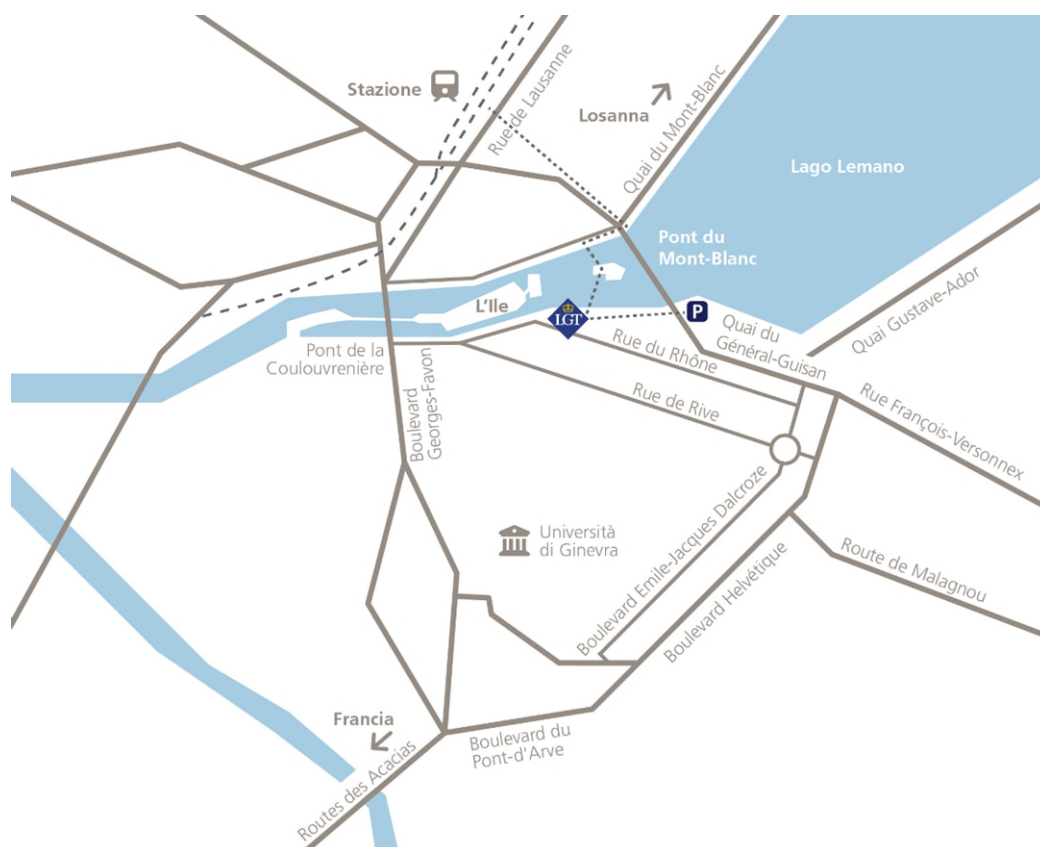 Stazione
Rue de Lausanne
Losanna
Quai du Mont-Blanc
Lago Lemano
Pont du
Mont-Blanc
L'Ile
LGT
P
Quai du
Général-Guisan
Quai Gustave-Ador
Pont de la
Coulouvrenière
Rue du Rhône
Rue de Rive
Boulevard
Georges-Favon
Rue François-Versonnex
Università
di Ginevra
Boulevard Emile-Jacques Dalcroze
Boulevard Helvétique
Route de Malagnou
Francia
Boulevard du
Pont-d'Arve
Routes des Acacias